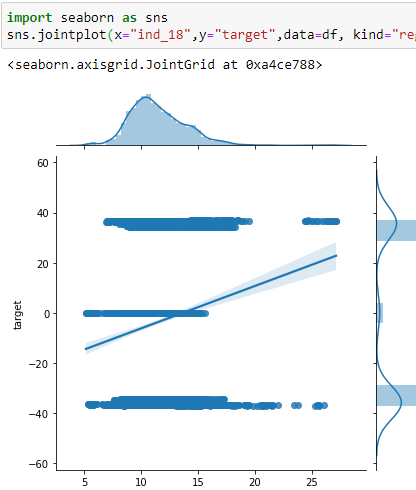 import seaborn as sns
sns.jointplot(x="ind_18",y="target",data=df, kind="reg
<seaborn.axisgrid.JointGrid at 0xa4ce788>
60
40
20
0
−20
−40
−60
target
5 10 15 20 25